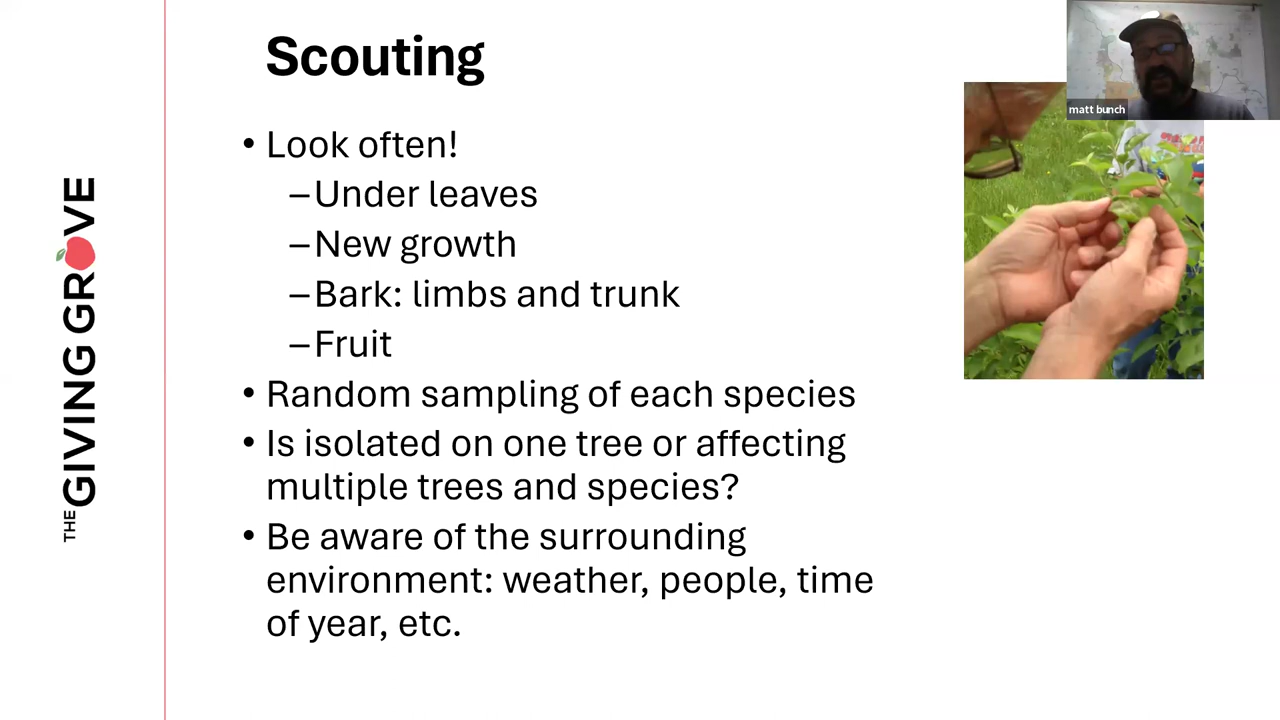 Scouting
matt bunch
• Look often!
–Under leaves
–New growth
–Bark: limbs and trunk
–Fruit
• Random sampling of each species
• Is isolated on one tree or affecting
multiple trees and species?
• Be aware of the surrounding
environment: weather, people, time
of year, etc.
THE GIVING GROVE